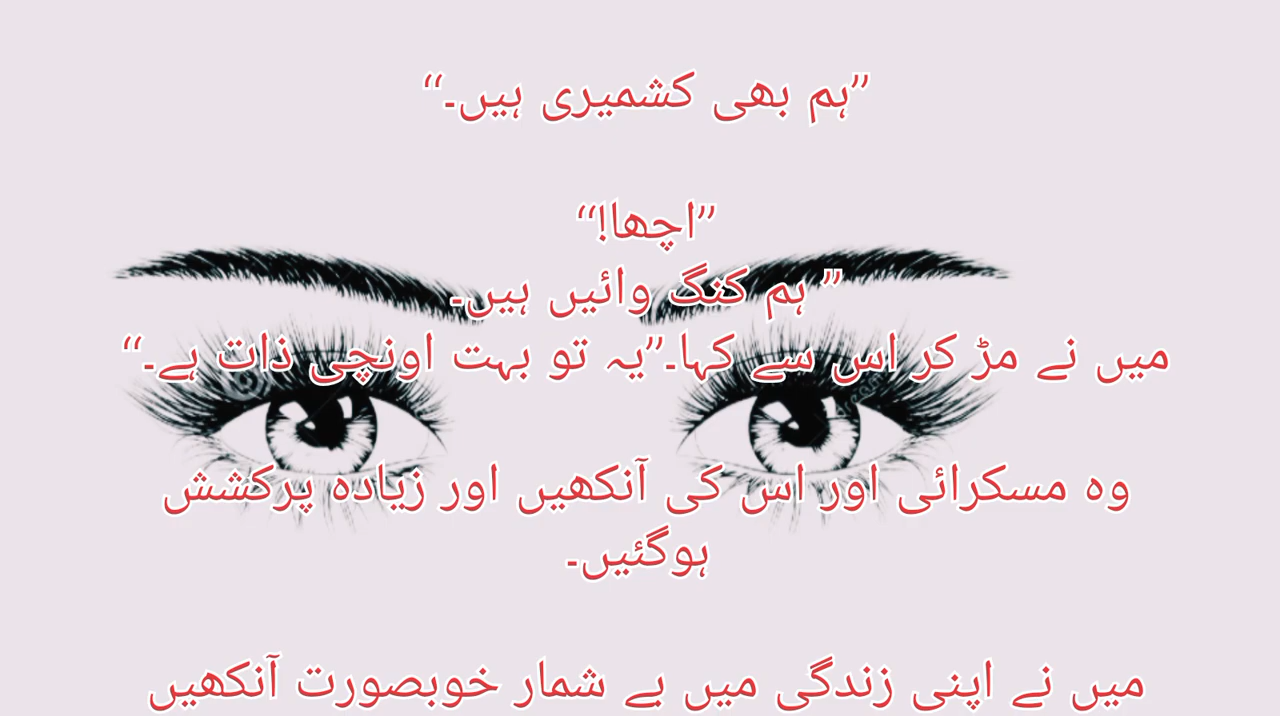 ”ہم بھی کشمیری ہیں۔“
”اچھا!“
” ہم کنگ وائیں ہیں۔
میں نے مڑ کر اس سے کہا۔”یہ تو بہت اونچی ذات ہے۔“
وہ مسکرائی اور اس کی آنکھیں اور زیادہ پرکشش
ہوگئیں۔
میں نے اپنی زندگی میں بے شمار خوبصورت آنکھیں